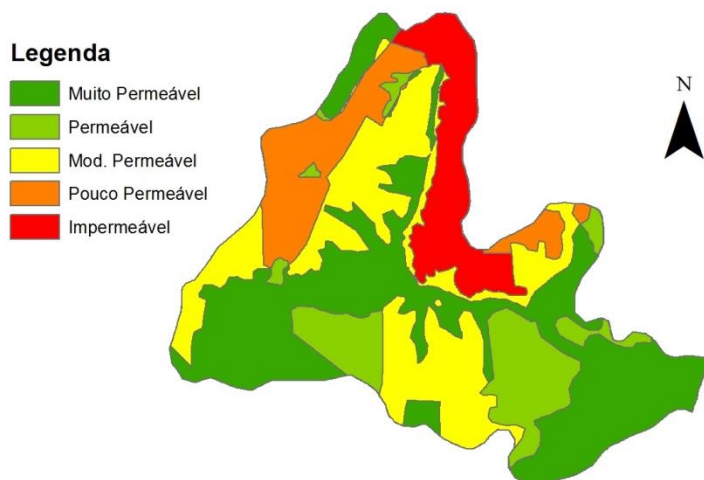 Legenda
Muito Permeável
Permeável
Mod. Permeável
Pouco Permeável
Impermeável
N